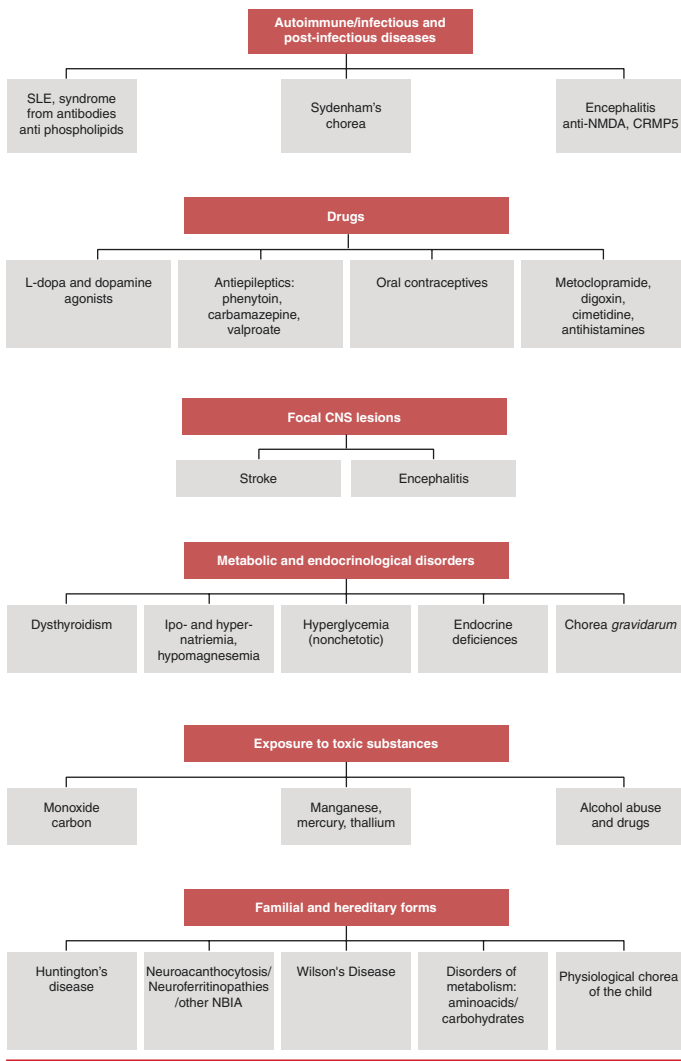 Autoimmune/infectious and
post-infectious diseases
SLE, syndrome
from antibodies
anti phospholipids
Sydenham's
chorea
Encephalitis
anti-NMDA, CRMP5
Drugs
L-dopa and dopamine
agonists
Antiepileptics:
phenytoin,
carbamazepine,
valproate
Oral contraceptives
Metoclopramide,
digoxin,
cimetidine,
antihistamines
Focal CNS lesions
Stroke
Encephalitis
Metabolic and endocrinological disorders
Dysthyroidism
Ipo- and hyper-
natriemia,
hypomagnesemia
Hyperglycemia
(nonchetotic)
Endocrine
deficiences
Chorea gravidarum
Exposure to toxic substances
Monoxide
carbon
Manganese,
mercury, thallium
Alcohol abuse
and drugs
Familial and hereditary forms
Huntington's
disease
Neuroacanthocytosis/
Neuroferritinopathies
/other NBIA
Wilson's Disease
Disorders of
metabolism:
aminoacids/
carbohydrates
Physiological chorea
of the child